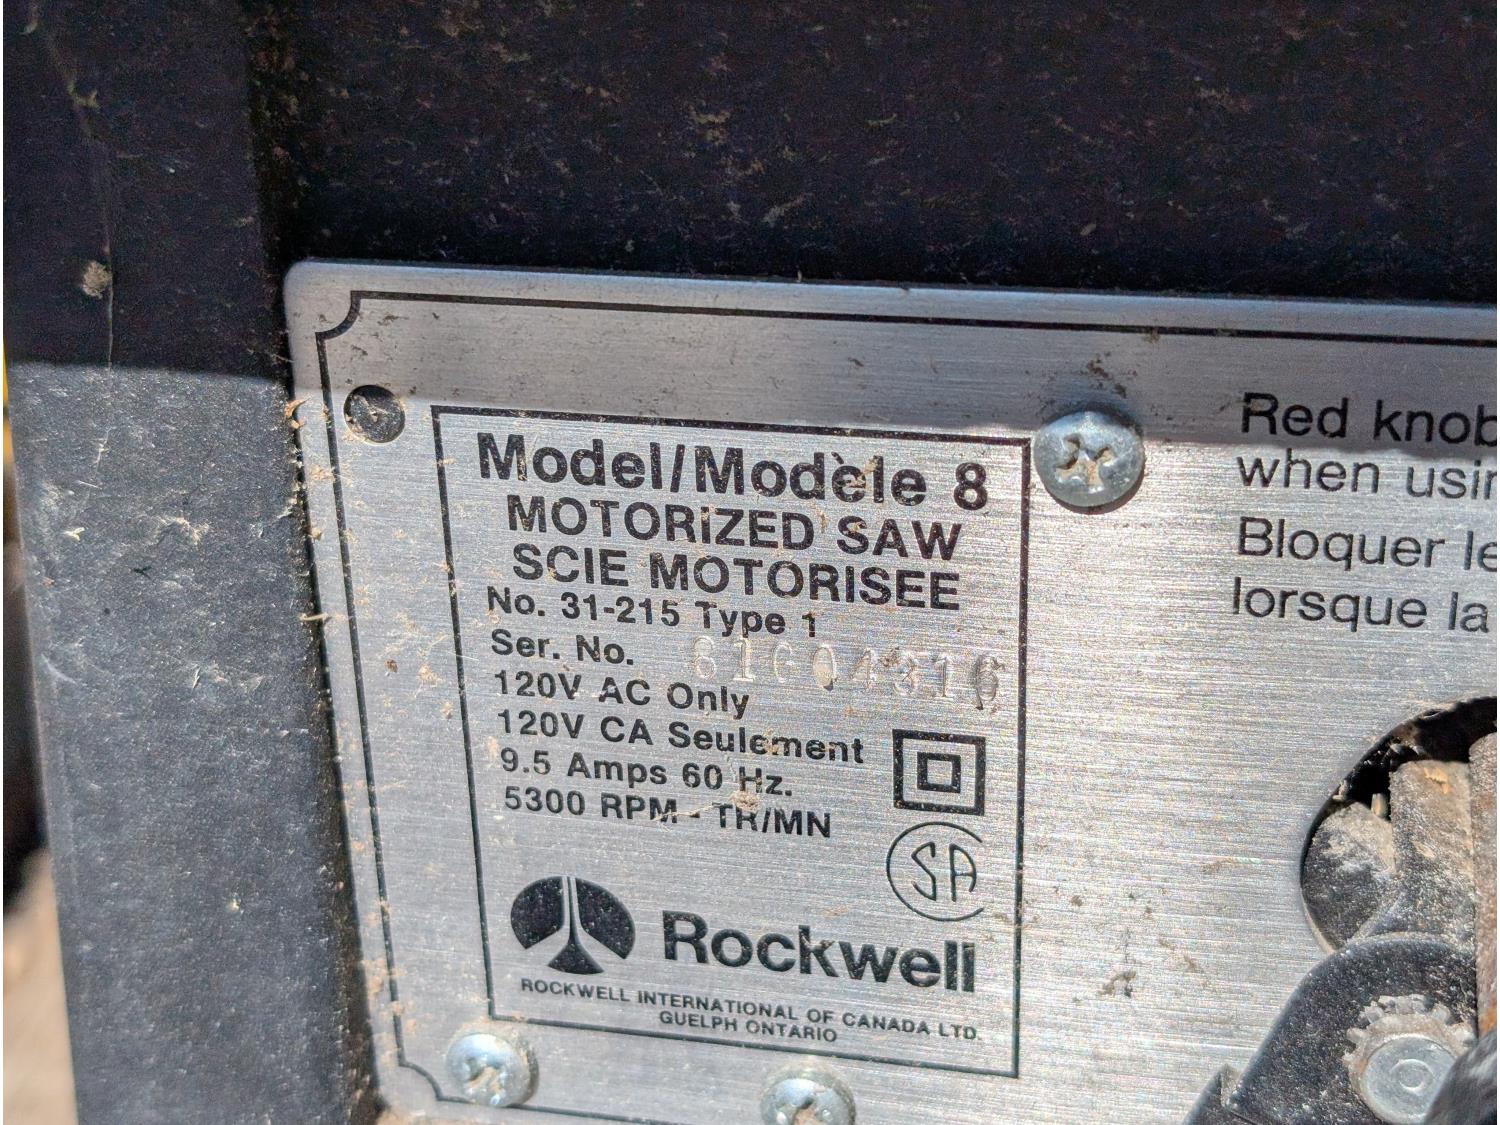 Model/Modèle 8
MOTORIZED SAW
SCIE MOTORISEE
No. 31-215 Type 1
Ser. No.
120V AC Only
120V CA Seulement
9.5 Amps 60 Hz.
5300 RPM - TR/MN
SA
Rockwell
ROCKWELL INTERNATIONAL OF CANADA LTD.
GUELPH ONTARIO
Red knob
when usin
Bloquer le
lorsque la